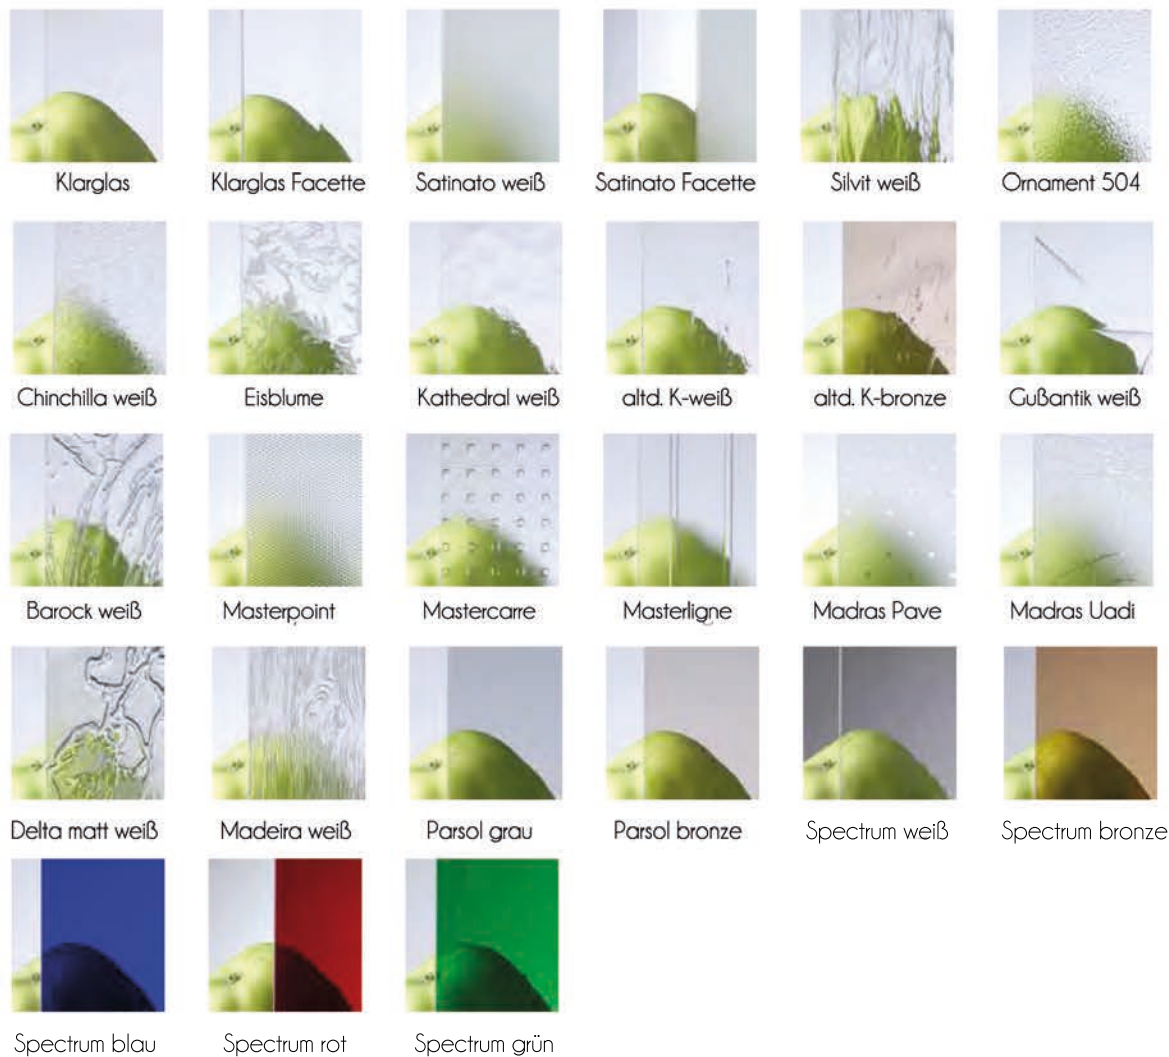 Klarglas
Klarglas Facette
Satinato weiß
Satinato Facette
Silvit weiß
Ornament 504
Chinchilla weiß
Eisblume
Kathedral weiß
altd. K-weiß
altd. K-bronze
Gußantik weiß
Barock weiß
Masterpoint
Mastercarre
Masterligne
Madras Pave
Madras Uadi
Delta matt weiß
Madeira weiß
Parsol grau
Parsol bronze
Spectrum weiß
Spectrum bronze
Spectrum blau
Spectrum rot
Spectrum grün